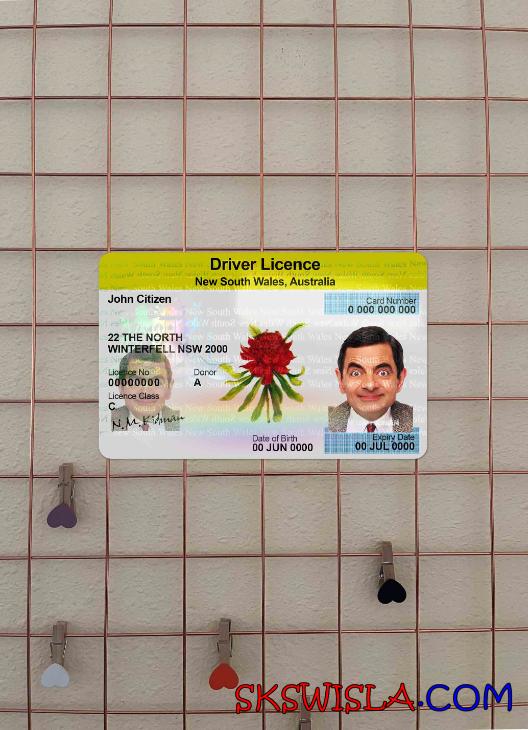 Driver Licence
New South Wales, Australia
John Citizen
Card Number
0 000 000 000
22 THE NORTH
WINTERFELL NSW 2000
Licence No
00000000
Donor
A
Licence Class
C
N.M.Kidman
Date of Birth
00 JUN 0000
Expiry Date
00 JUL 0000
SKSWISLA.COM